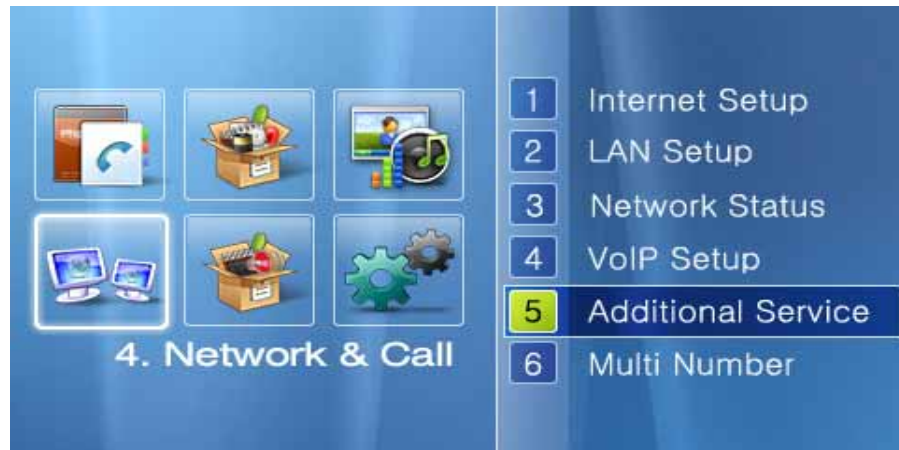 4. Network & Call
1 Internet Setup
2 LAN Setup
3 Network Status
4 VoIP Setup
5 Additional Service
6 Multi Number